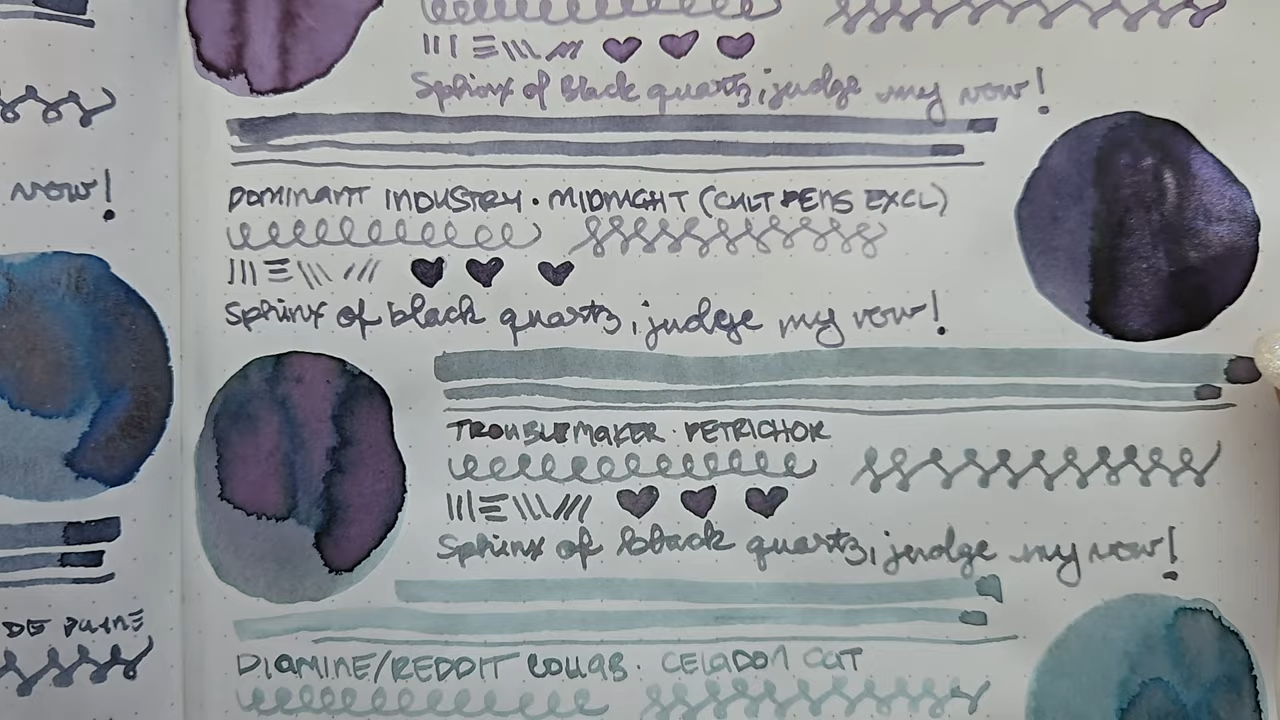 Sphinx of Black quartz, judge my vow!
now!
DOMINANT INDUSTRY · MIDNIGHT (CULT PENS EXCL)
Sphinx of black quartz, judge my vow!
TROUBLEMAKER · PETRICHOR
Sphinx of black quartz, judge my vow!
DE
DIAMINE/REDDIT COLLAB · CELADON CAT